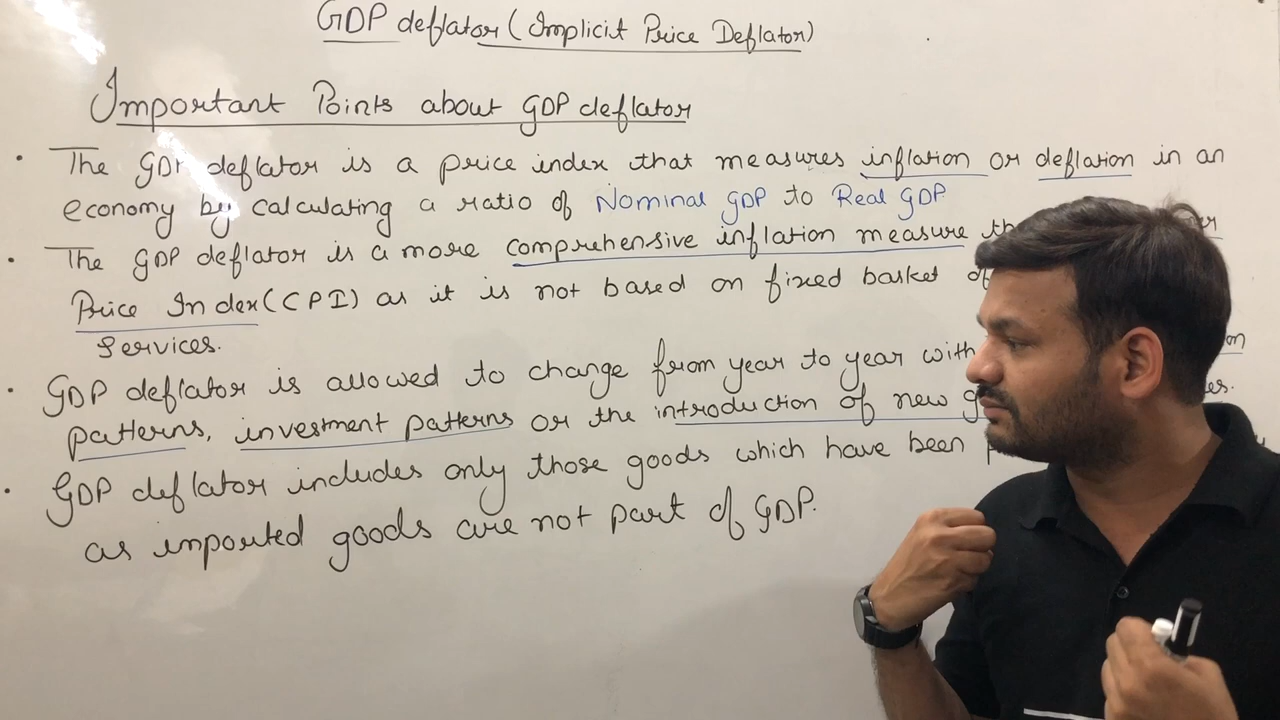 GDP deflator (Implicit Price Deflator)
Important Points about GDP deflator
• The GDP deflator is a price index that measures inflation or deflation in an
economy by calculating a ratio of Nominal GDP to Real GDP
• The GDP deflator is a more comprehensive inflation measure
Price Index (CPI) as it is not based on fixed basket of
Services.
• GDP deflator is allowed to change from year to year with
patterns, investment patterns or the introduction of new
• GDP deflator includes only those goods which have been
as imported goods are not part of GDP.